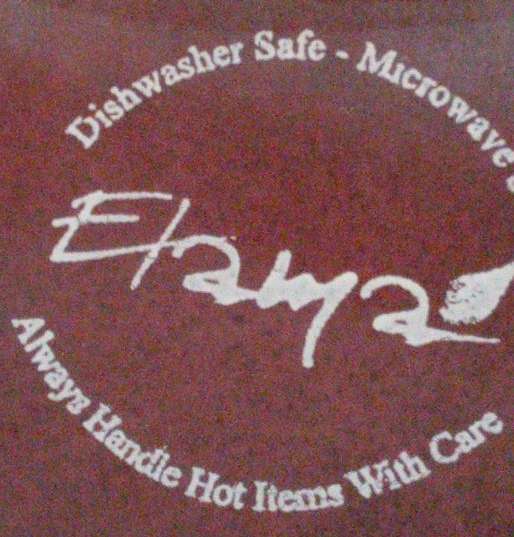 Dishwasher Safe - Microwave
Elama
Always Handle Hot Items With Care